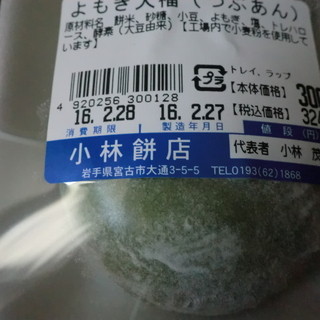 よもぎ大福（つぶあん）
原材料名 餅米、砂糖、小豆、よもぎ、塩、トレハロ
ース、酵素（大豆由来）【工場内で小麦粉を使用して
います】
プラ トレイ、ラップ
4 920256 300128
【本体価格】 300
16. 2.28 16. 2.27 【税込価格】 324
消費期限 製造年月日 値段（円）
小林餅店 代表者 小林
岩手県宮古市大通3-5-5 TEL0193(62)1868